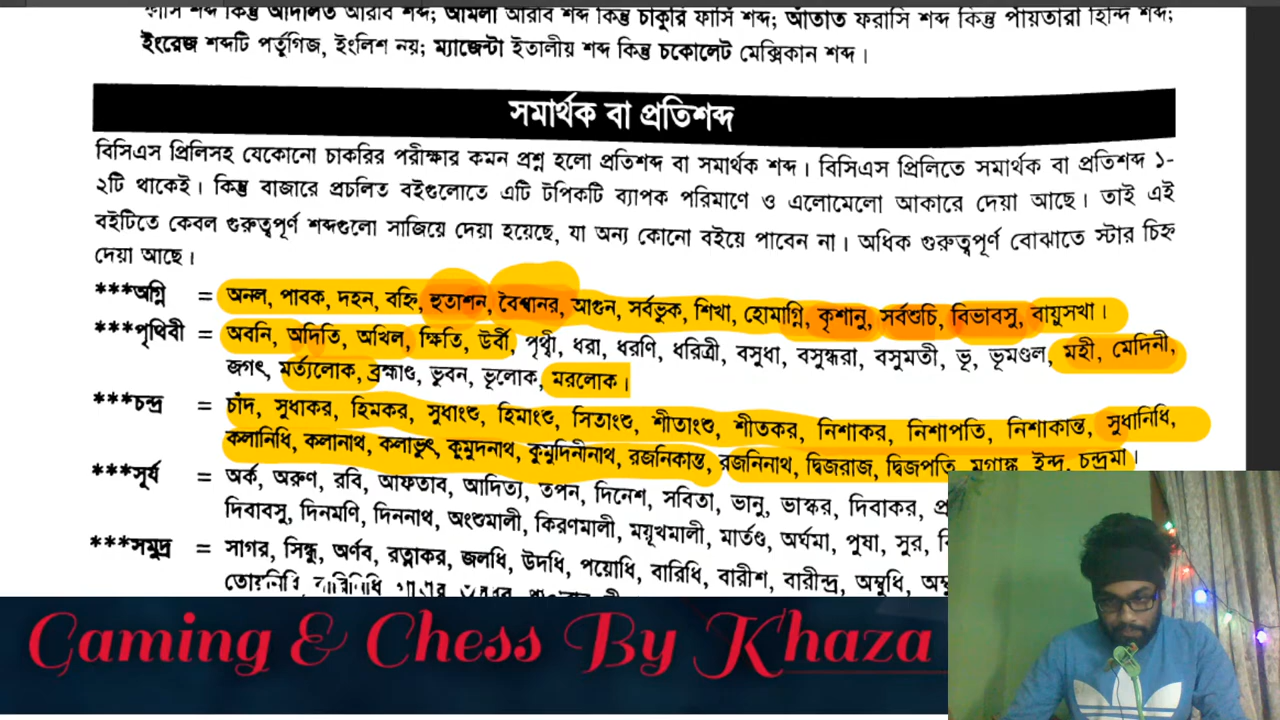 ফার্সি শব্দ কিন্তু আদালত আরবি শব্দ; আমলা আরবি শব্দ কিন্তু চাকুরি ফার্সি শব্দ; আঁতাত ফরাসি শব্দ কিন্তু পাঁয়তারা হিন্দি শব্দ;
ইংরেজ শব্দটি পর্তুগিজ, ইংলিশ নয়; ম্যাজেন্টা ইতালীয় শব্দ কিন্তু চকোলেট মেক্সিকান শব্দ।
সমার্থক বা প্রতিশব্দ
বিসিএস প্রিলিসহ যেকোনো চাকরির পরীক্ষার কমন প্রশ্ন হলো প্রতিশব্দ বা সমার্থক শব্দ। বিসিএস প্রিলিতে সমার্থক বা প্রতিশব্দ ১-
২টি থাকেই। কিন্তু বাজারে প্রচলিত বইগুলোতে এটি টপিকটি ব্যাপক পরিমাণে ও এলোমেলো আকারে দেয়া আছে। তাই এই
বইটিতে কেবল গুরুত্বপূর্ণ শব্দগুলো সাজিয়ে দেয়া হয়েছে, যা অন্য কোনো বইয়ে পাবেন না। অধিক গুরুত্বপূর্ণ বোঝাতে স্টার চিহ্ন
দেয়া আছে।
***অগ্নি = অনল, পাবক, দহন, বহ্নি, হুতাশন, বৈশ্বানর, আগুন, সর্বভুক, শিখা, হোমাগ্নি, কৃশানু, সর্বশুচি, বিভাবসু, বায়ুসখা।
***পৃথিবী = অবনি, অদিতি, অখিল, ক্ষিতি, উর্বী, পৃথ্বী, ধরা, ধরণি, ধরিত্রী, বসুধা, বসুন্ধরা, বসুমতী, ভূ, ভূমণ্ডল, মহী, মেদিনী,
জগৎ, মর্ত্যলোক, ব্রহ্মাণ্ড, ভুবন, ভূলোক, মরলোক।
***চন্দ্র = চাঁদ, সুধাকর, হিমকর, সুধাংশু, হিমাংশু, সিতাংশু, শীতাংশু, শীতকর, নিশাকর, নিশাপতি, নিশাকান্ত, সুধানিধি,
কলানিধি, কলানাথ, কলাভৃৎ, কুমুদনাথ, কুমুদিনীনাথ, রজনিকান্ত, রজনিনাথ, দ্বিজরাজ, দ্বিজপতি, মৃগাঙ্ক, ইন্দু, চন্দ্রমা।
***সূর্য = অর্ক, অরুণ, রবি, আফতাব, আদিত্য, তপন, দিনেশ, সবিতা, ভানু, ভাস্কর, দিবাকর,
দিবাবসু, দিনমণি, দিননাথ, অংশুমালী, কিরণমালী, ময়ূখমালী, মার্তণ্ড, অর্যমা, পুষা, সুর,
***সমুদ্র = সাগর, সিন্ধু, অর্ণব, রত্নাকর, জলধি, উদধি, পয়োধি, বারিধি, বারীশ, বারীন্দ্র, অম্বুধি,
তোয়নিধি, বারিনিধি,
Gaming & Chess By Khaza